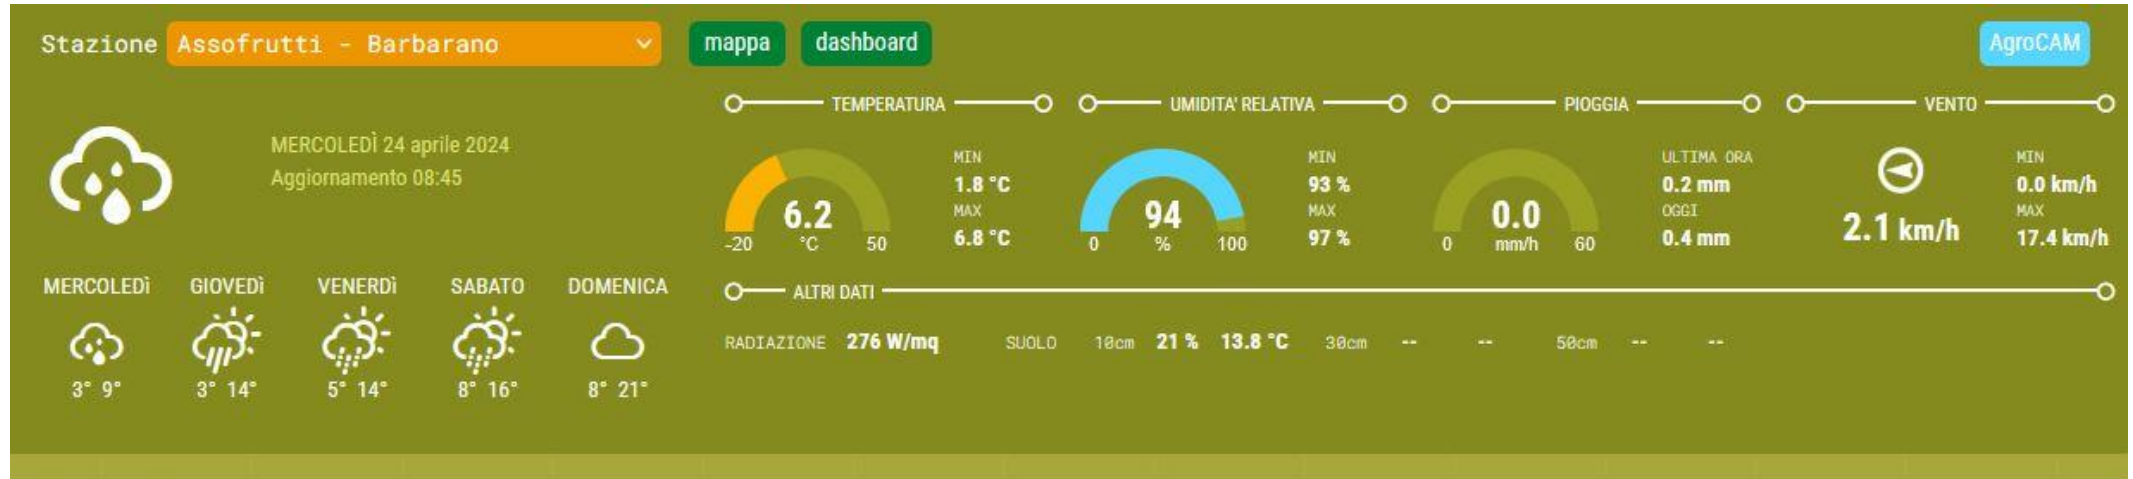 Stazione Assofrutti - Barbarano mappa dashboard AgroCAM
MERCOLEDÌ 24 aprile 2024
Aggiornamento 08:45
MERCOLEDÌ GIOVEDÌ VENERDÌ SABATO DOMENICA
3° 9° 3° 14° 5° 14° 8° 16° 8° 21°
TEMPERATURA
6.2
°C
-20 50
MIN
1.8 °C
MAX
6.8 °C
UMIDITA' RELATIVA
94
%
0 100
MIN
93 %
MAX
97 %
PIOGGIA
0.0
mm/h
0 60
ULTIMA ORA
0.2 mm
OGGI
0.4 mm
VENTO
2.1 km/h
MIN
0.0 km/h
MAX
17.4 km/h
ALTRI DATI
RADIAZIONE 276 W/mq SUOLO 10cm 21 % 13.8 °C 30cm -- -- 50cm -- --